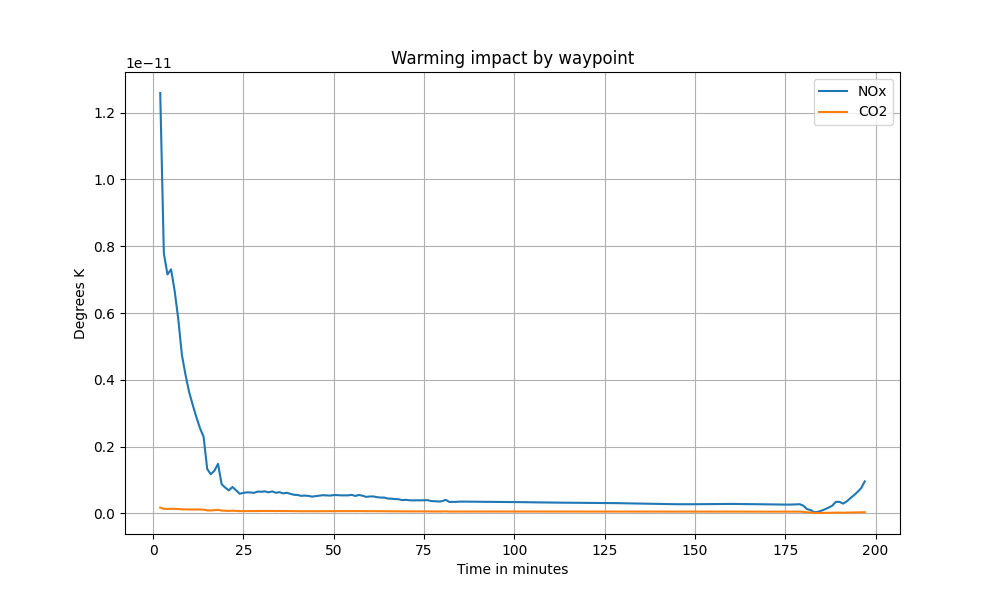 Warming impact by waypoint
1e−11
NOx
CO2
1.2
1.0
0.8
0.6
0.4
0.2
0.0
Degrees K
0 25 50 75 100 125 150 175 200
Time in minutes